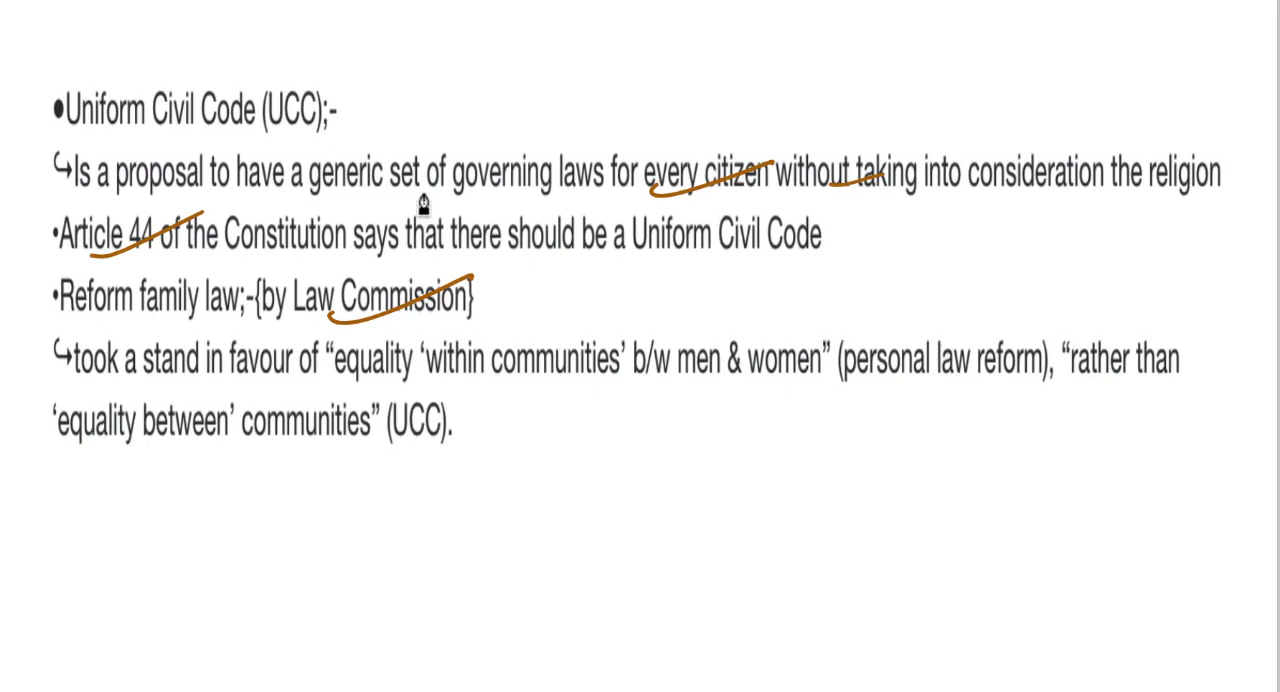 ●Uniform Civil Code (UCC);-
↪Is a proposal to have a generic set of governing laws for every citizen without taking into consideration the religion
•Article 44 of the Constitution says that there should be a Uniform Civil Code
•Reform family law;-{by Law Commission}
↪took a stand in favour of “equality ‘within communities’ b/w men & women” (personal law reform), “rather than
‘equality between’ communities” (UCC).